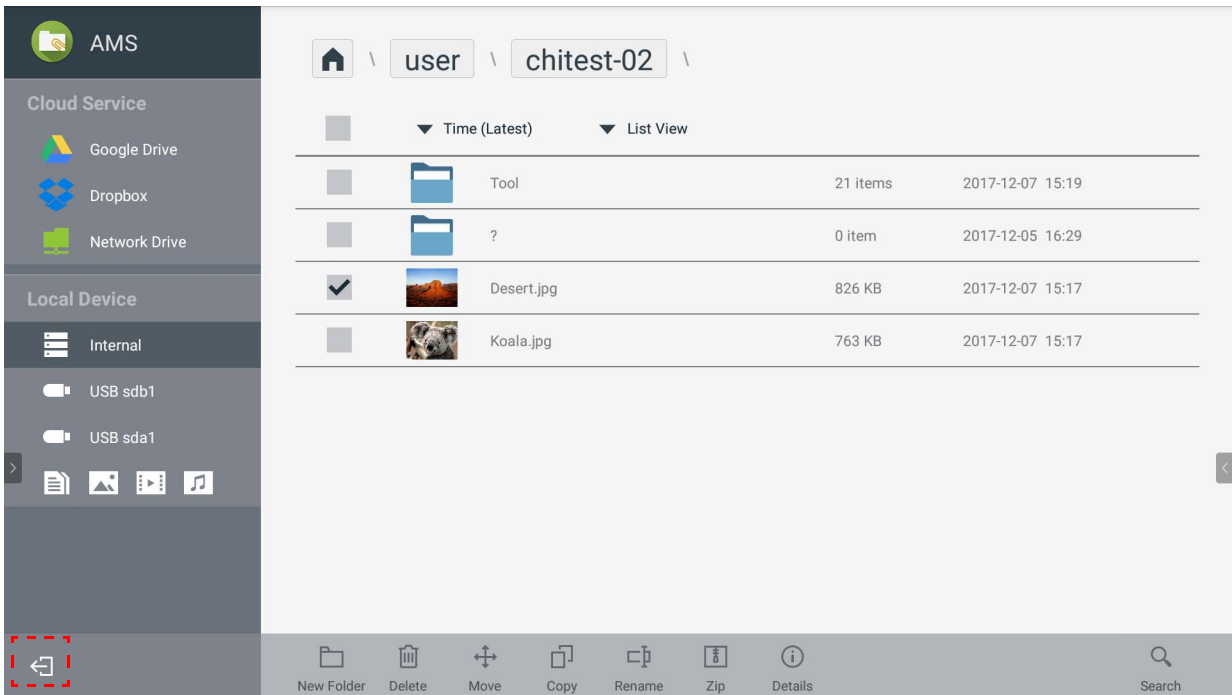 AMS
Cloud Service
Google Drive
Dropbox
Network Drive
Local Device
Internal
USB sdb1
USB sda1
\ user \ chitest-02 \
Time (Latest) List View
Tool 21 items 2017-12-07 15:19
? 0 item 2017-12-05 16:29
Desert.jpg 826 KB 2017-12-07 15:17
Koala.jpg 763 KB 2017-12-07 15:17
New Folder Delete Move Copy Rename Zip Details Search